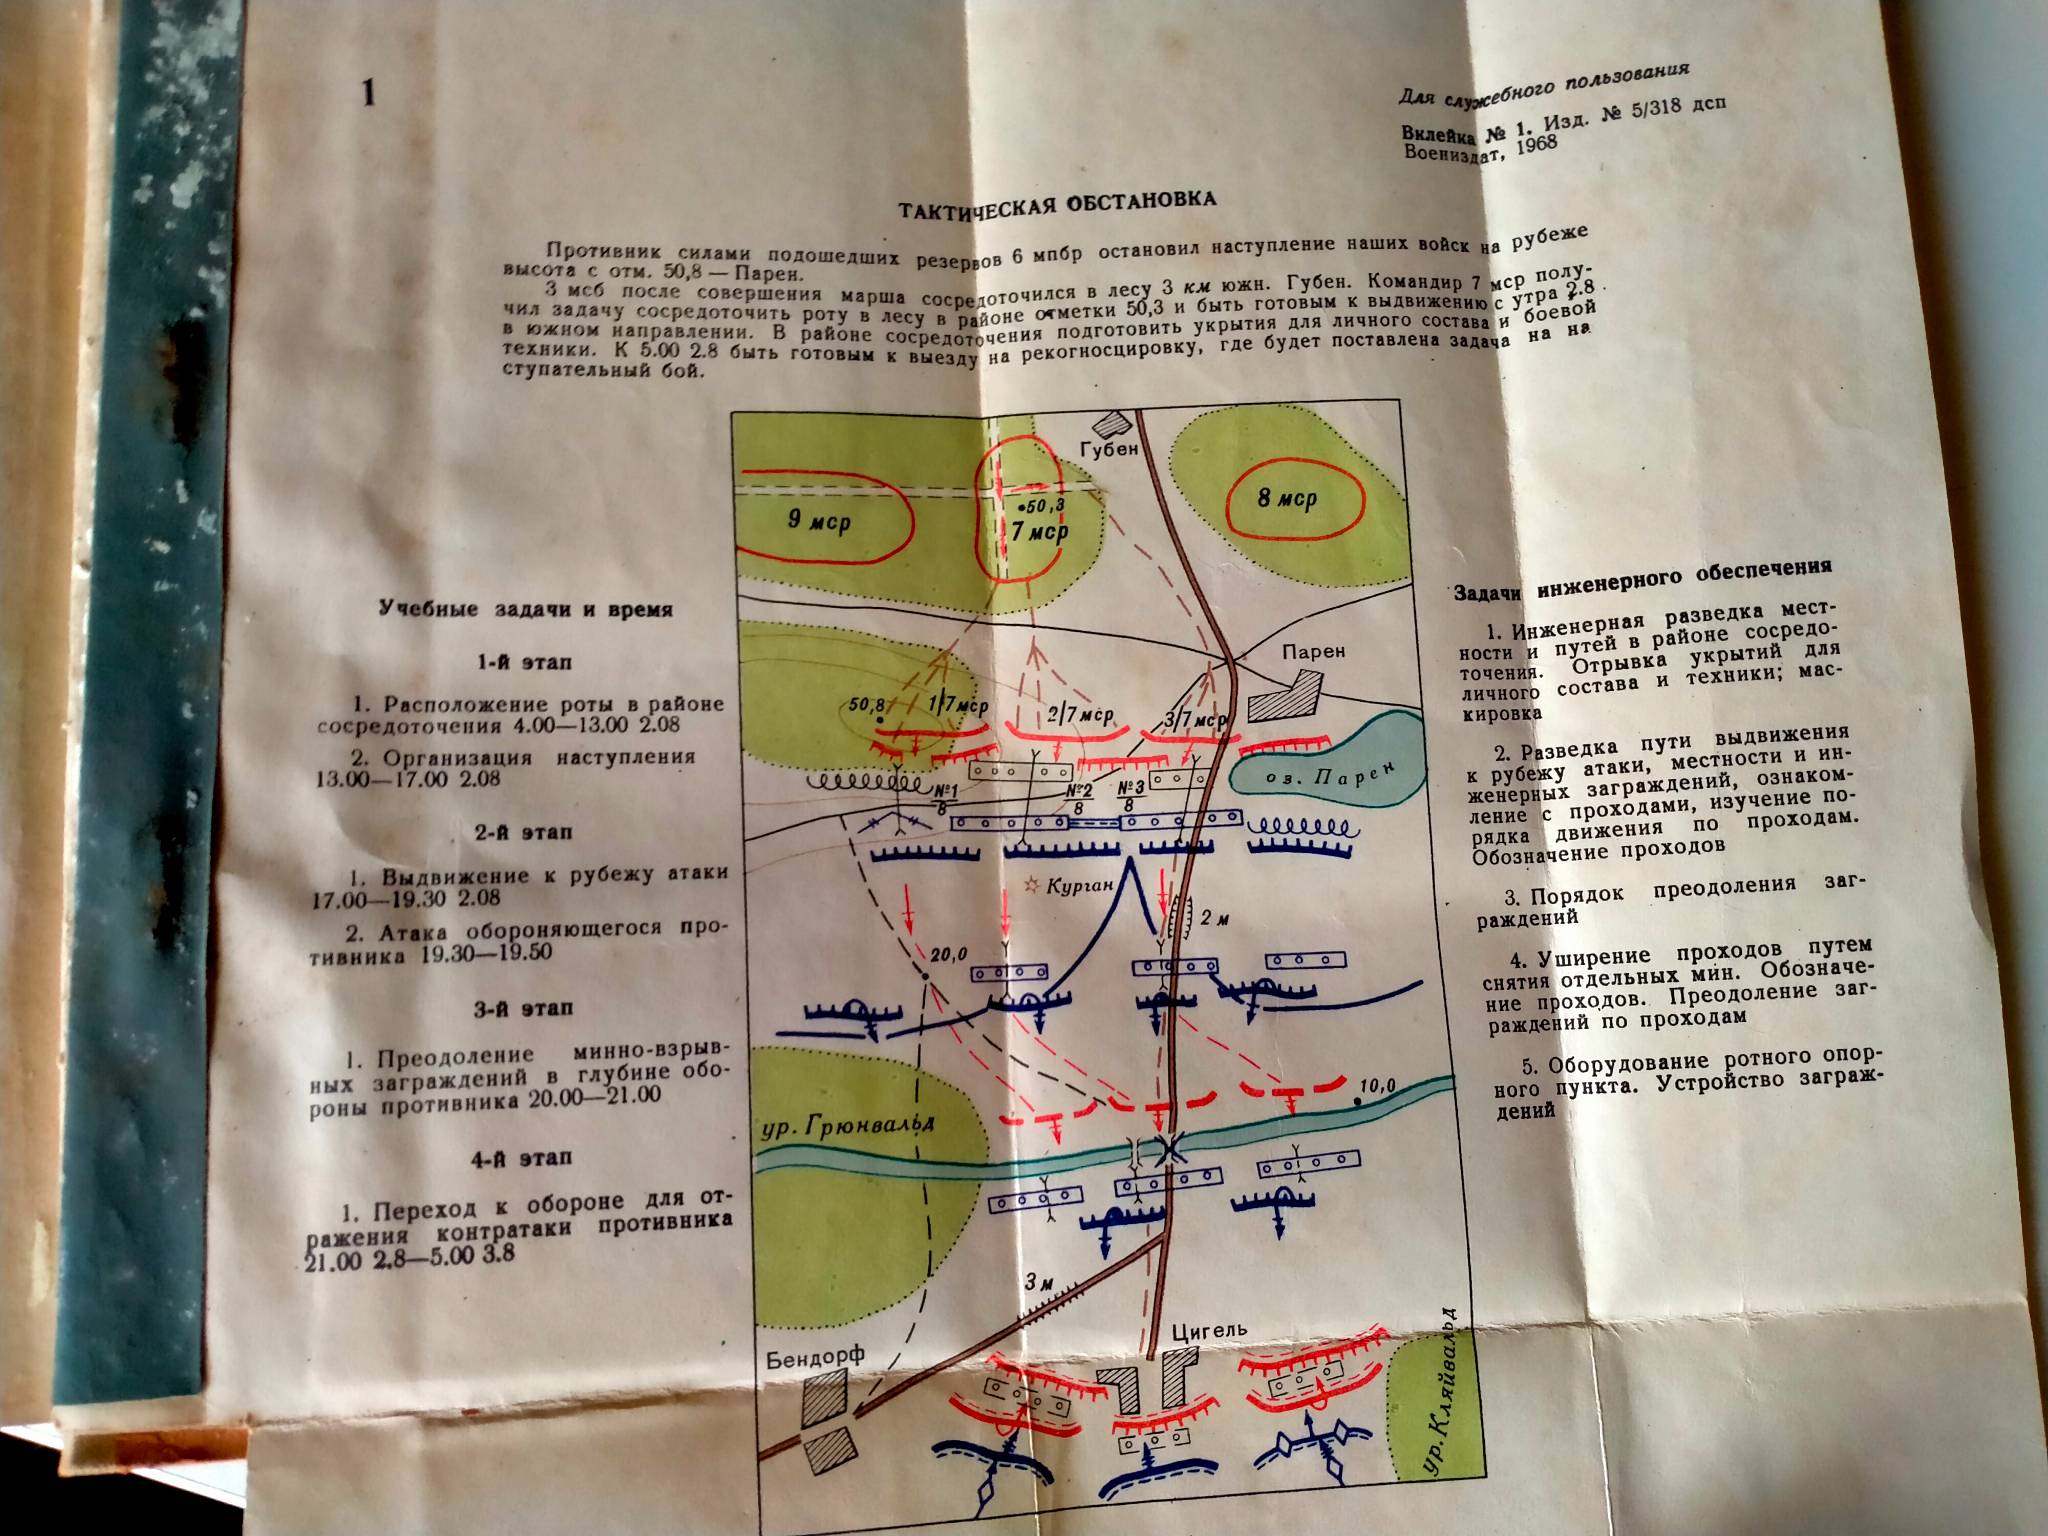 1
Для служебного пользования
Вклейка № 1. Изд. № 5/318 дсп
Воениздат, 1968
ТАКТИЧЕСКАЯ ОБСТАНОВКА
Противник силами подошедших резервов 6 мпбр остановил наступление наших войск на рубеже
высота с отм. 50,8 — Парен.
3 мсб после совершения марша сосредоточился в лесу 3 км южн. Губен. Командир 7 мср полу-
чил задачу сосредоточить роту в лесу в районе отметки 50,3 и быть готовым к выдвижению с утра 2.8
в южном направлении. В районе сосредоточения подготовить укрытия для личного состава и боевой
техники. К 5.00 2.8 быть готовым к выезду на рекогносцировку, где будет поставлена задача на на
ступательный бой.
Учебные задачи и время
1-й этап
1. Расположение роты в районе
сосредоточения 4.00—13.00 2.08
2. Организация наступления
13.00—17.00 2.08
2-й этап
1. Выдвижение к рубежу атаки
17.00—19.30 2.08
2. Атака обороняющегося про-
тивника 19.30—19.50
3-й этап
1. Преодоление минно-взрыв-
ных заграждений в глубине обо-
роны противника 20.00—21.00
4-й этап
1. Переход к обороне для от-
ражения контратаки противника
21.00 2.8—5.00 3.8
Губен
9 мср
50,3
7 мср
8 мср
Парен
50,8
1/7 мср
2/7 мср
3/7 мср
оз. Парен
№1
8
№2
8
№3
8
Курган
2 м
20,0
10,0
ур. Грюнвальд
3 м
Цигель
Бендорф
ур. Кляйвальд
Задачи инженерного обеспечения
1. Инженерная разведка мест-
ности и путей в районе сосредо-
точения. Отрывка укрытий для
личного состава и техники; мас-
кировка
2. Разведка пути выдвижения
к рубежу атаки, местности и ин-
женерных заграждений, ознаком-
ление с проходами, изучение по-
рядка движения по проходам.
Обозначение проходов
3. Порядок преодоления заг-
раждений
4. Уширение проходов путем
снятия отдельных мин. Обозначе-
ние проходов. Преодоление заг-
раждений по проходам
5. Оборудование ротного опор-
ного пункта. Устройство заграж-
дений